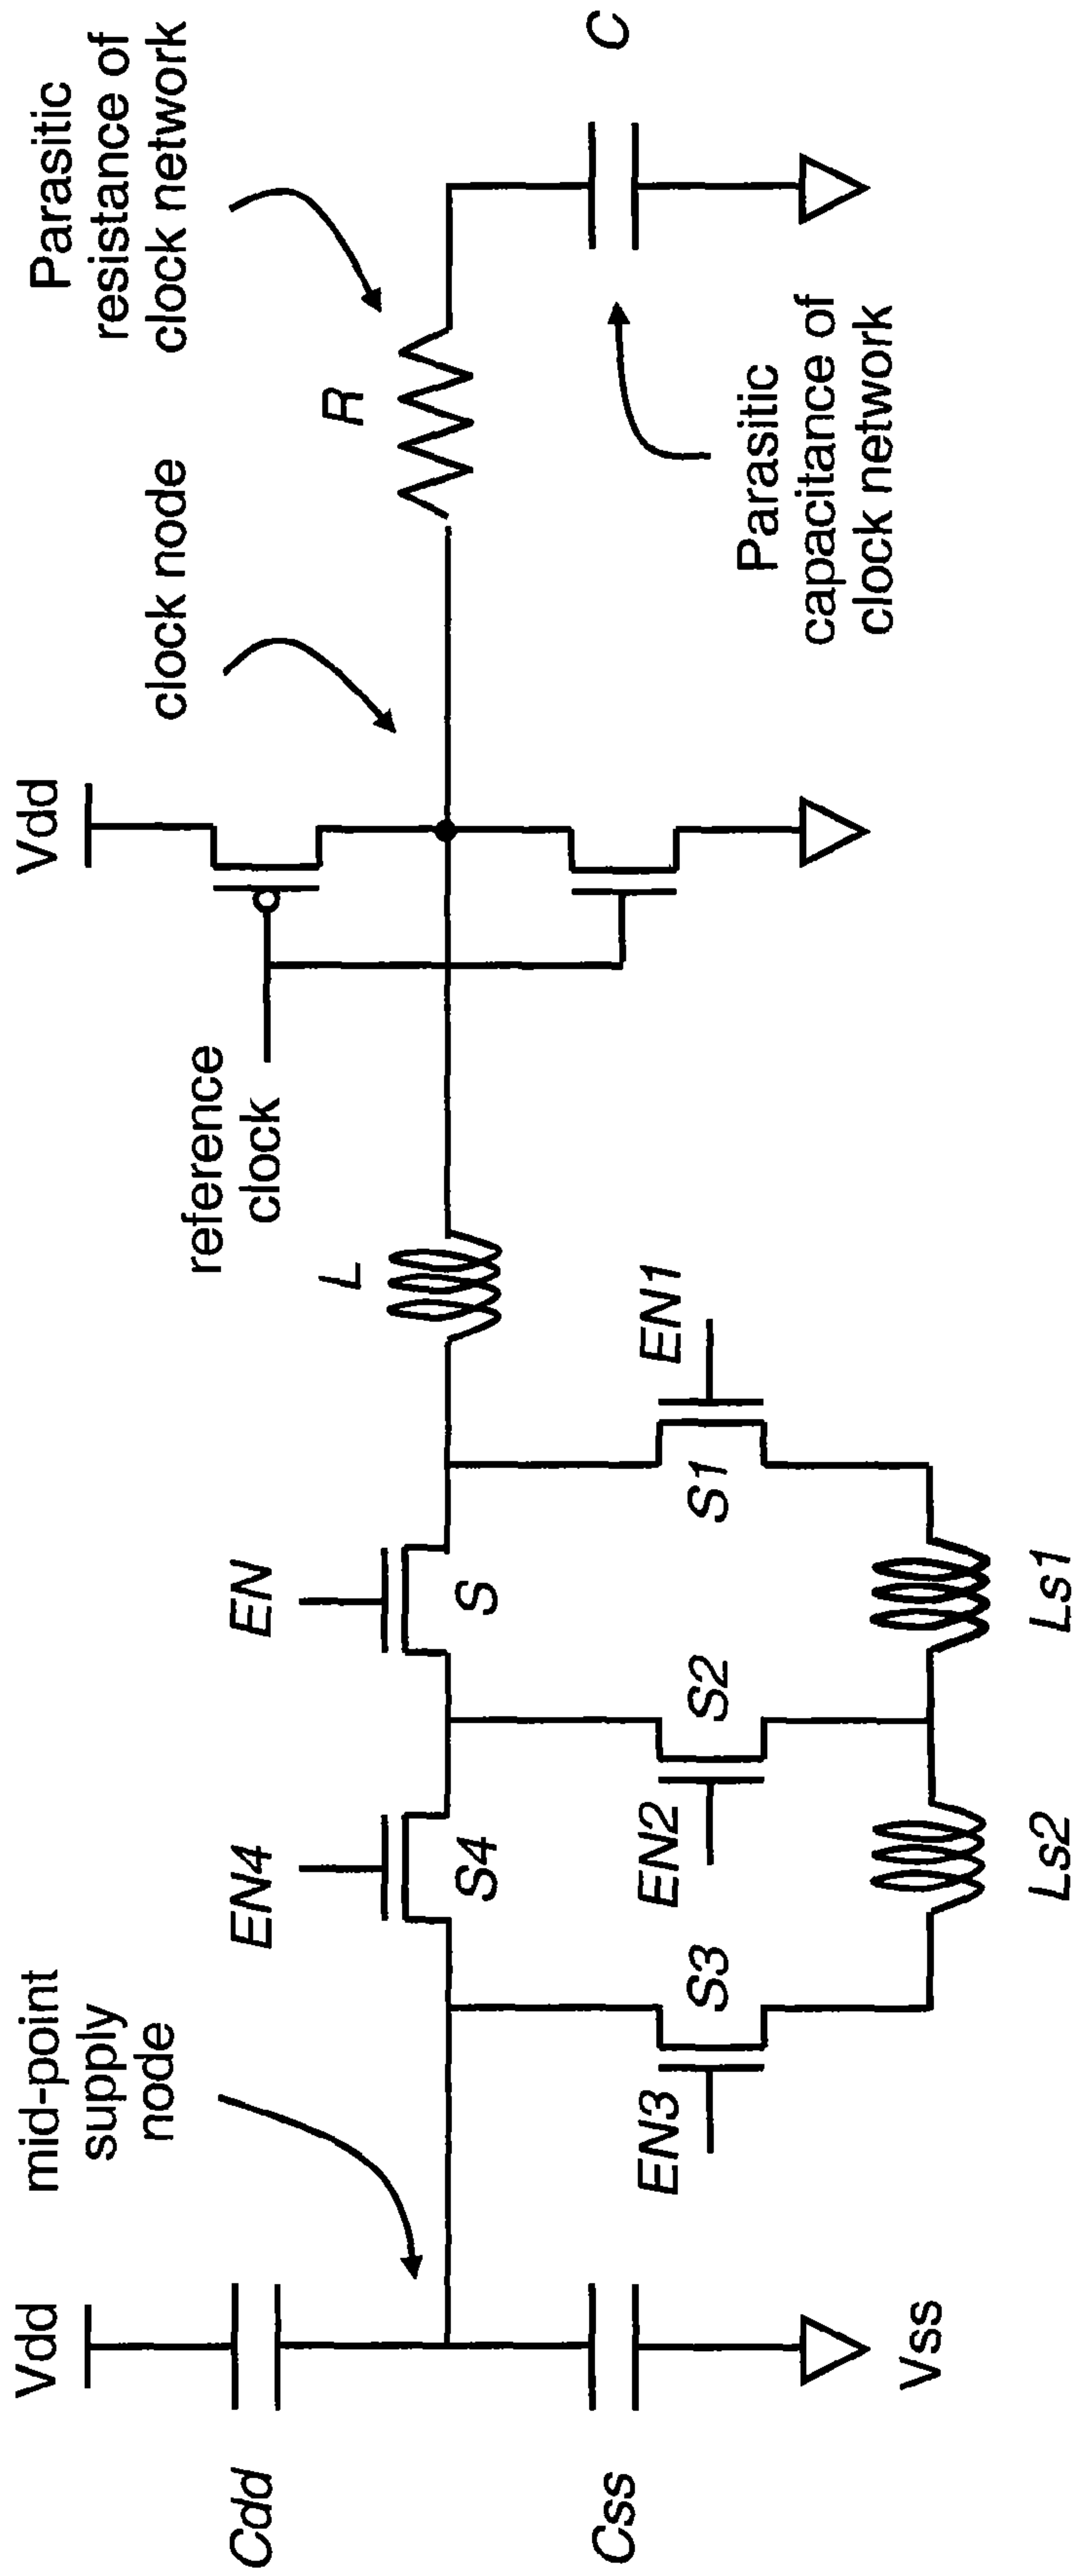 Vdd
Cdd
Css
Vss
mid-point
supply
node
EN4
S4
EN
S
EN3
S3
EN2
S2
EN1
S1
Ls2
Ls1
L
reference
clock
Vdd
clock node
R
Parasitic
resistance of
clock network
C
Parasitic
capacitance of
clock network